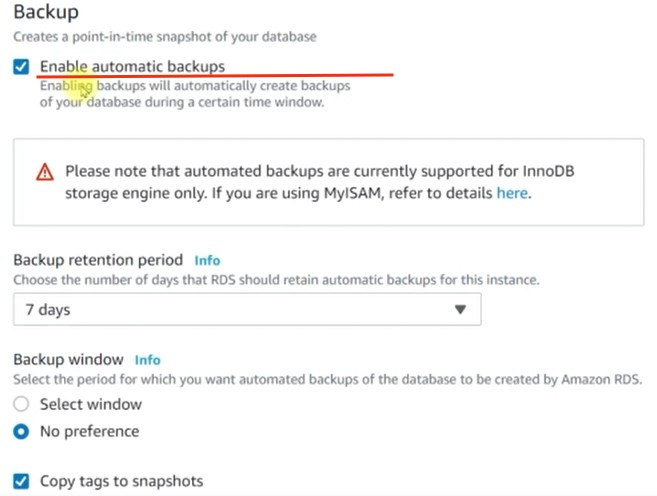 Backup
Creates a point-in-time snapshot of your database
Enable automatic backups
Enabling backups will automatically create backups
of your database during a certain time window.
Please note that automated backups are currently supported for InnoDB
storage engine only. If you are using MyISAM, refer to details here.
Backup retention period Info
Choose the number of days that RDS should retain automatic backups for this instance.
7 days
Backup window Info
Select the period for which you want automated backups of the database to be created by Amazon RDS.
Select window
No preference
Copy tags to snapshots